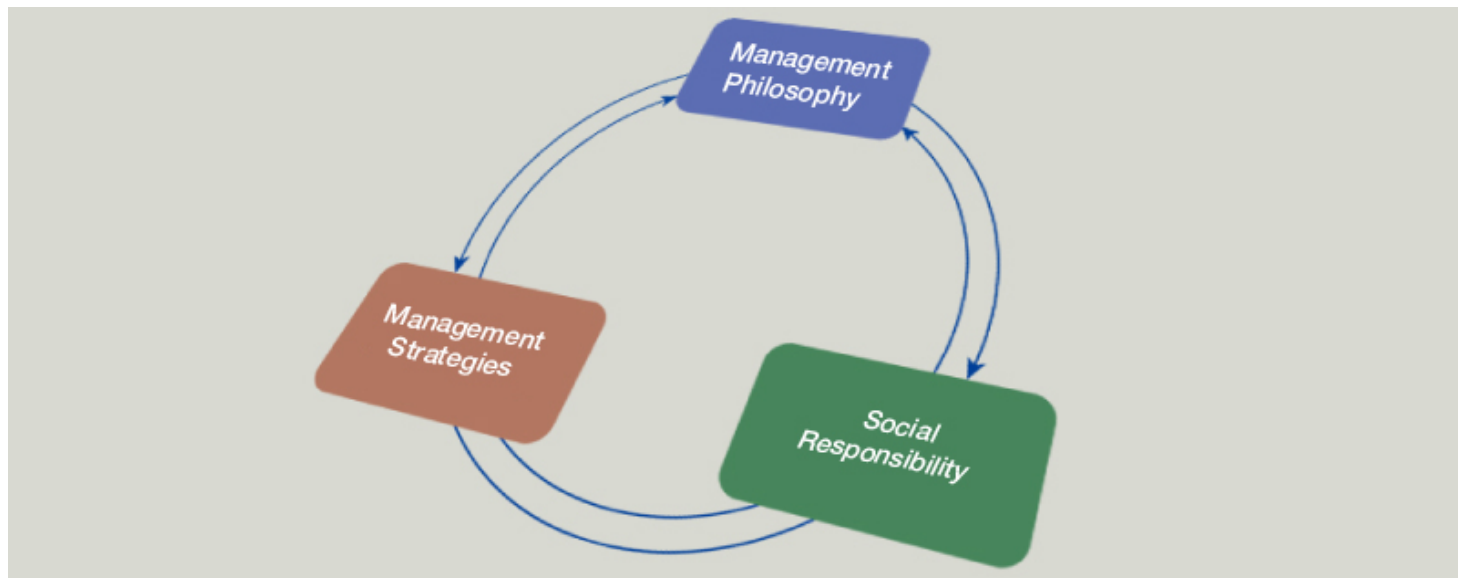 Management
Philosophy
Management
Strategies
Social
Responsibility